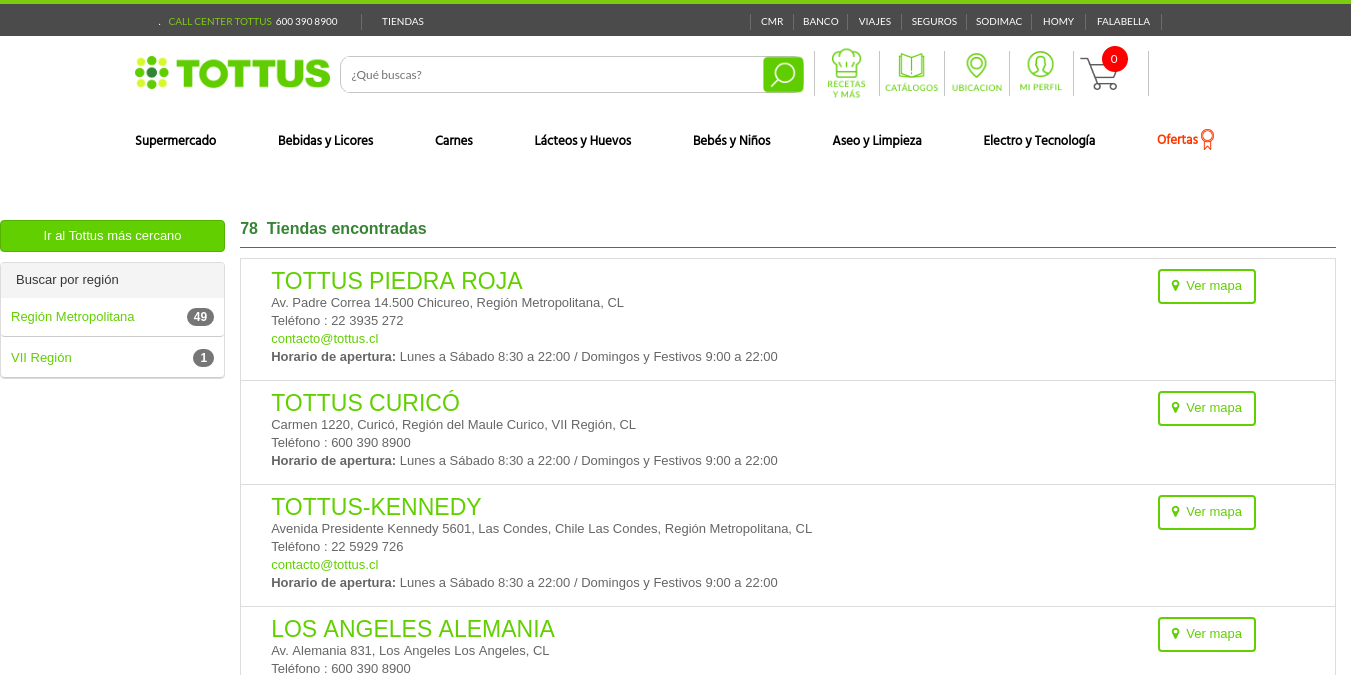 . CALL CENTER TOTTUS 600 390 8900 TIENDAS CMR BANCO VIAJES SEGUROS SODIMAC HOMY FALABELLA
TOTTUS
¿Qué buscas?
RECETAS
Y MÁS
CATÁLOGOS
UBICACION
MI PERFIL
0
Supermercado Bebidas y Licores Carnes Lácteos y Huevos Bebés y Niños Aseo y Limpieza Electro y Tecnología Ofertas
Ir al Tottus más cercano
Buscar por región
Región Metropolitana 49
VII Región 1
78 Tiendas encontradas
TOTTUS PIEDRA ROJA
Av. Padre Correa 14.500 Chicureo, Región Metropolitana, CL
Teléfono : 22 3935 272
contacto@tottus.cl
Horario de apertura: Lunes a Sábado 8:30 a 22:00 / Domingos y Festivos 9:00 a 22:00
Ver mapa
TOTTUS CURICÓ
Carmen 1220, Curicó, Región del Maule Curico, VII Región, CL
Teléfono : 600 390 8900
Horario de apertura: Lunes a Sábado 8:30 a 22:00 / Domingos y Festivos 9:00 a 22:00
Ver mapa
TOTTUS-KENNEDY
Avenida Presidente Kennedy 5601, Las Condes, Chile Las Condes, Región Metropolitana, CL
Teléfono : 22 5929 726
contacto@tottus.cl
Horario de apertura: Lunes a Sábado 8:30 a 22:00 / Domingos y Festivos 9:00 a 22:00
Ver mapa
LOS ANGELES ALEMANIA
Av. Alemania 831, Los Angeles Los Angeles, CL
Teléfono : 600 390 8900
Ver mapa